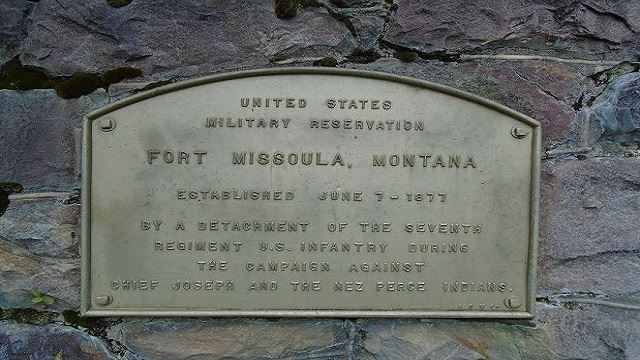 UNITED STATES
MILITARY RESERVATION
FORT MISSOULA, MONTANA
ESTABLISHED JUNE 7-1877
BY A DETACHMENT OF THE SEVENTH
REGIMENT U.S. INFANTRY DURING
THE CAMPAIGN AGAINST
CHIEF JOSEPH AND THE NEZ PERCE INDIANS.